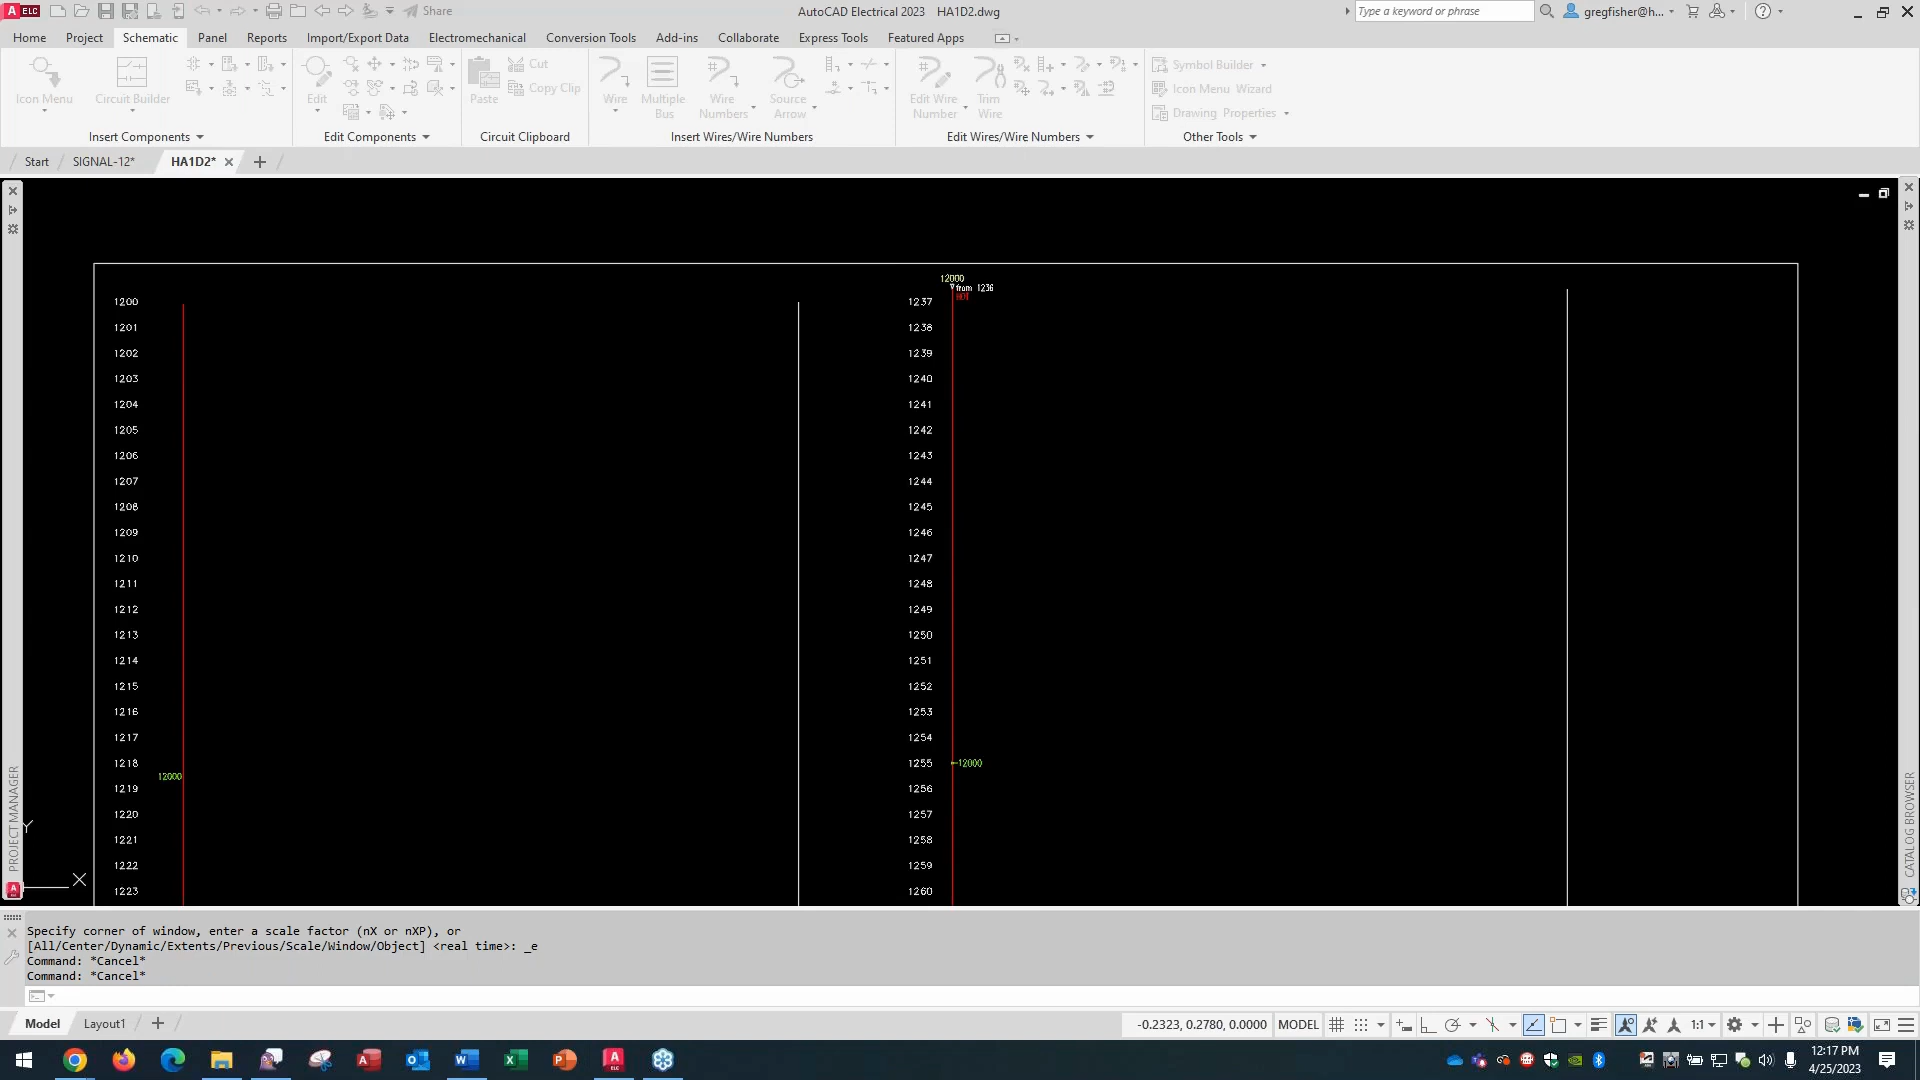 A ELC
Share
AutoCAD Electrical 2023 HA1D2.dwg
Type a keyword or phrase
gregfisher@h...
Home Project Schematic Panel Reports Import/Export Data Electromechanical Conversion Tools Add-ins Collaborate Express Tools Featured Apps
Icon Menu
Circuit Builder
Insert Components
Edit
Edit Components
Paste
Cut
Copy Clip
Circuit Clipboard
Wire
Multiple Bus
Wire Numbers
Source Arrow
Insert Wires/Wire Numbers
Edit Wire Number
Trim Wire
Edit Wires/Wire Numbers
Symbol Builder
Icon Menu Wizard
Drawing Properties
Other Tools
Start SIGNAL-12* HA1D2*
PROJECT MANAGER
CATALOG BROWSER
1200
1201
1202
1203
1204
1205
1206
1207
1208
1209
1210
1211
1212
1213
1214
1215
1216
1217
1218
12000
1219
1220
1221
1222
1223
12000
from 1236
HOT
1237
1238
1239
1240
1241
1242
1243
1244
1245
1246
1247
1248
1249
1250
1251
1252
1253
1254
1255
12000
1256
1257
1258
1259
1260
Y
X
Specify corner of window, enter a scale factor (nX or nXP), or
[All/Center/Dynamic/Extents/Previous/Scale/Window/Object] <real time>: _e
Command: *Cancel*
Command: *Cancel*
Model Layout1
-0.2323, 0.2780, 0.0000 MODEL
1:1
12:17 PM
4/25/2023